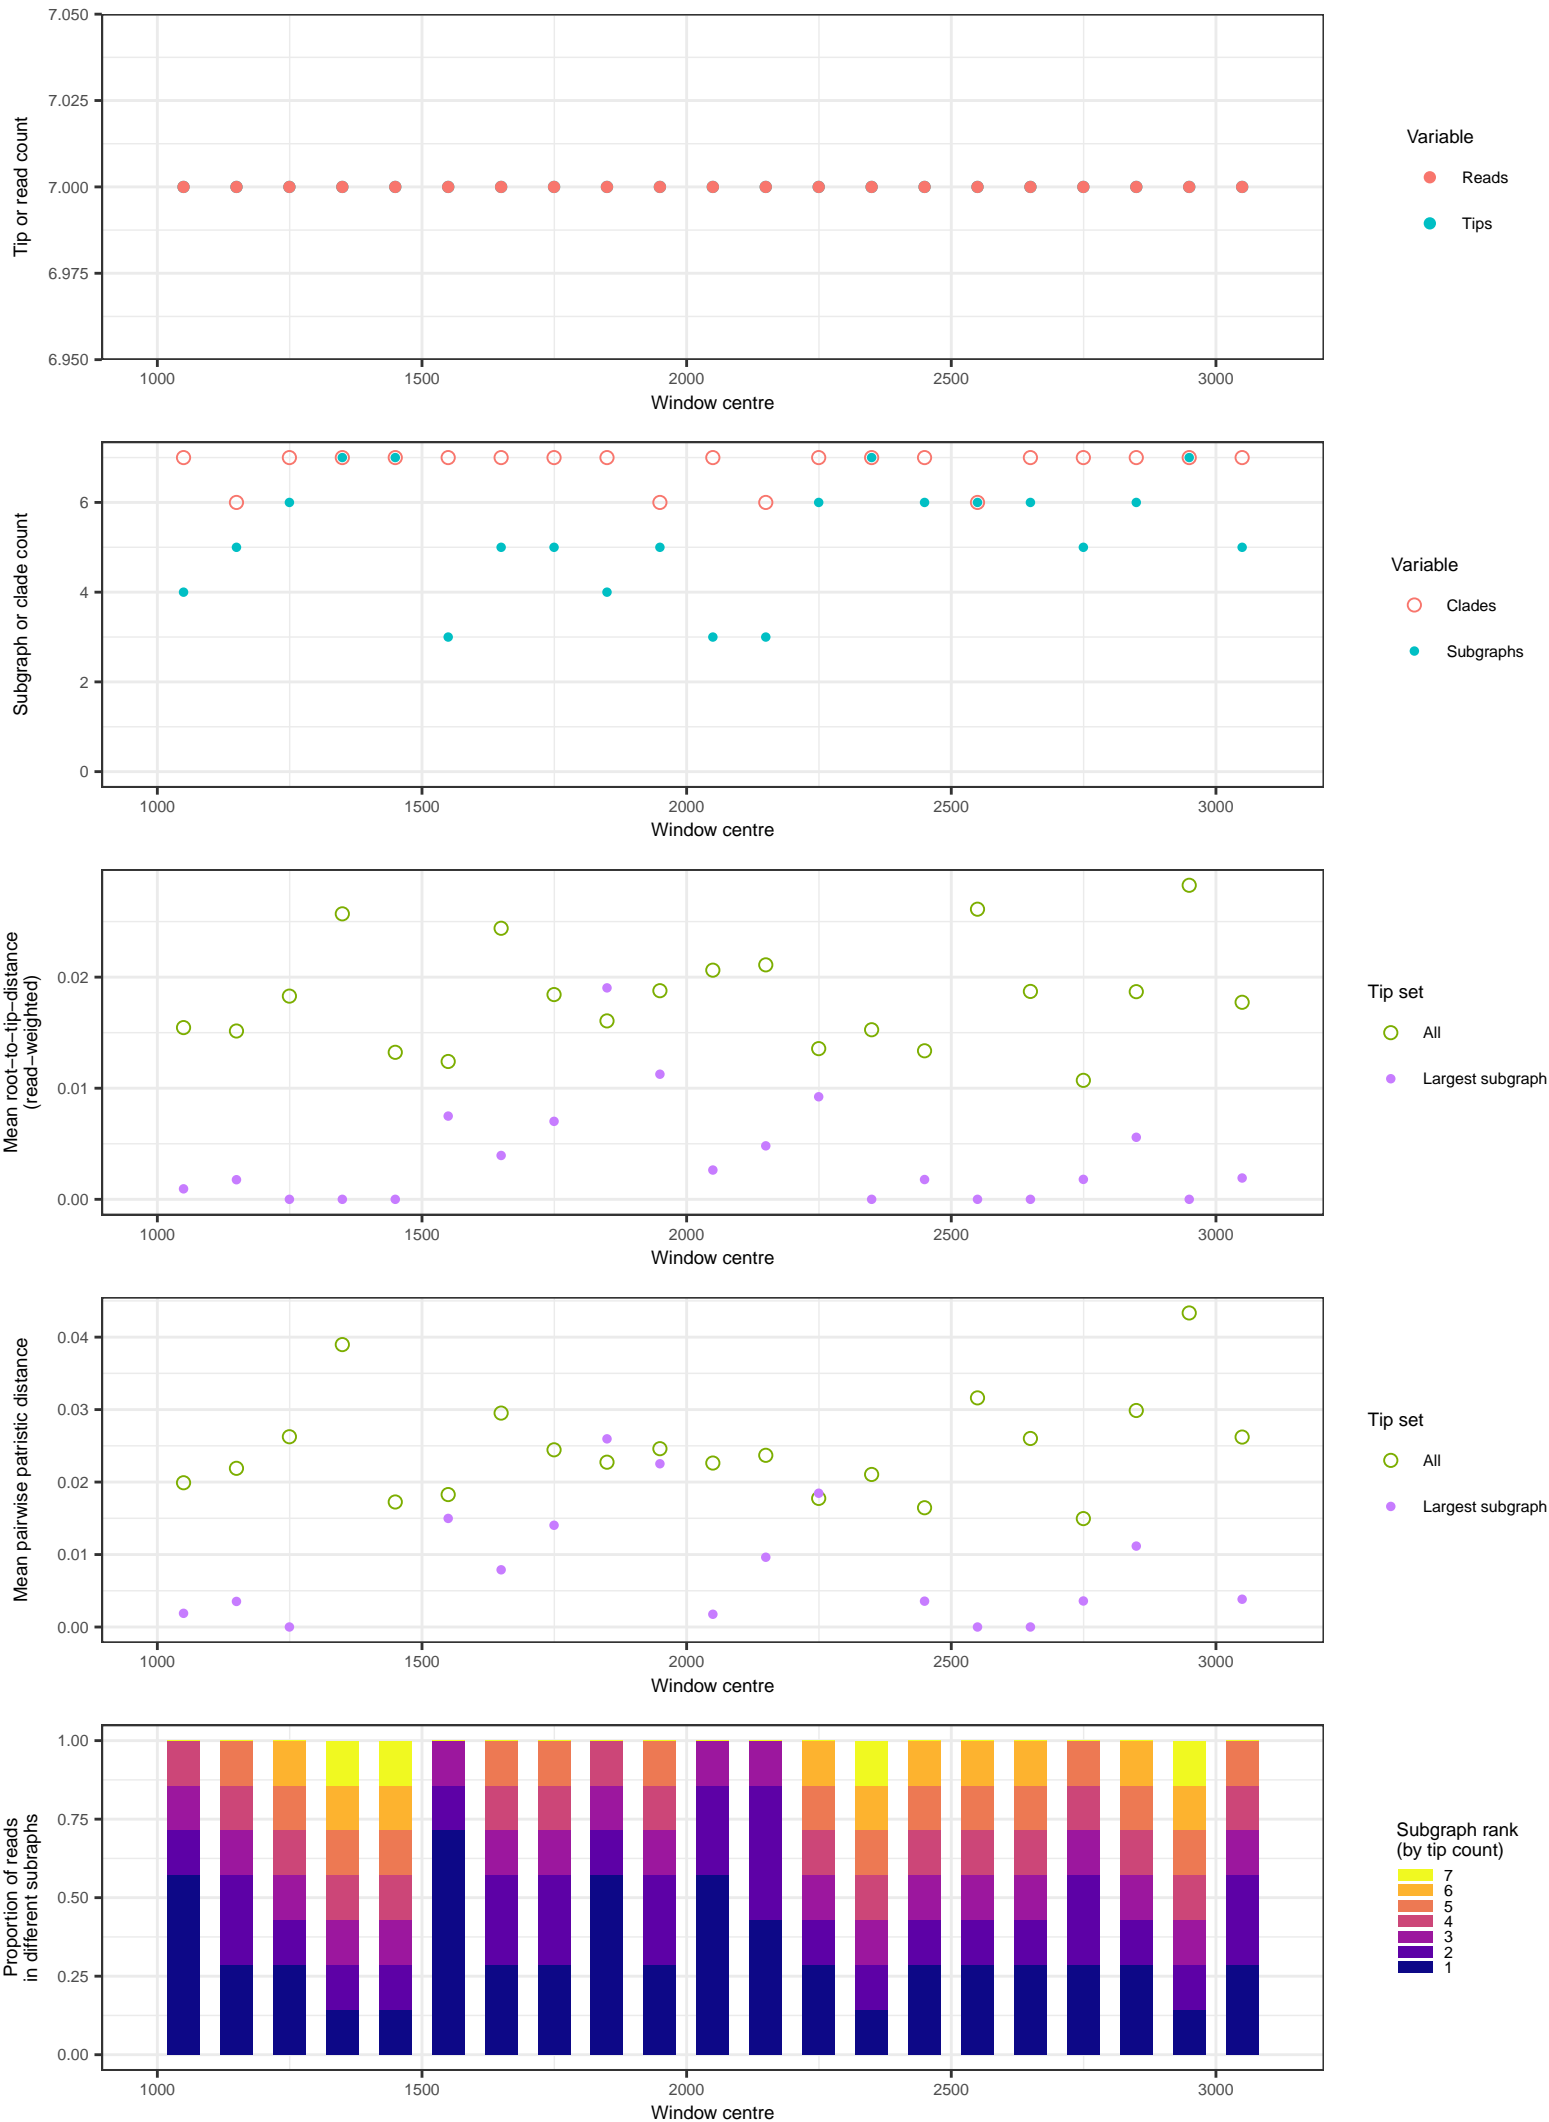 7.050
7.025
7.000
6.975
6.950
Tip or read count
1000 1500 2000 2500 3000
Window centre
Variable
Reads
Tips
6
4
2
0
Subgraph or clade count
1000 1500 2000 2500 3000
Window centre
Variable
Clades
Subgraphs
0.02
0.01
0.00
Mean root−to−tip−distance
(read−weighted)
1000 1500 2000 2500 3000
Window centre
Tip set
All
Largest subgraph
0.04
0.03
0.02
0.01
0.00
Mean pairwise patristic distance
1000 1500 2000 2500 3000
Window centre
Tip set
All
Largest subgraph
1.00
0.75
0.50
0.25
0.00
Proportion of reads
in different subraphs
1000 1500 2000 2500 3000
Window centre
Subgraph rank
(by tip count)
7
6
5
4
3
2
1